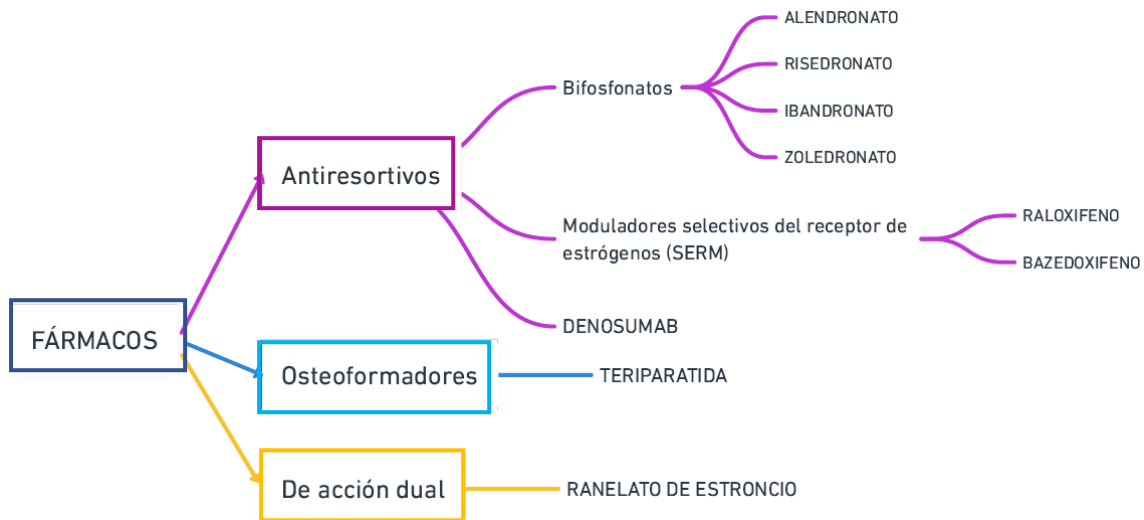 FÁRMACOS
Antiresortivos
Bifosfonatos
ALENDRONATO
RISEDRONATO
IBANDRONATO
ZOLEDRONATO
Moduladores selectivos del receptor de
estrógenos (SERM)
RALOXIFENO
BAZEDOXIFENO
DENOSUMAB
Osteoformadores
TERIPARATIDA
De acción dual
RANELATO DE ESTRONCIO